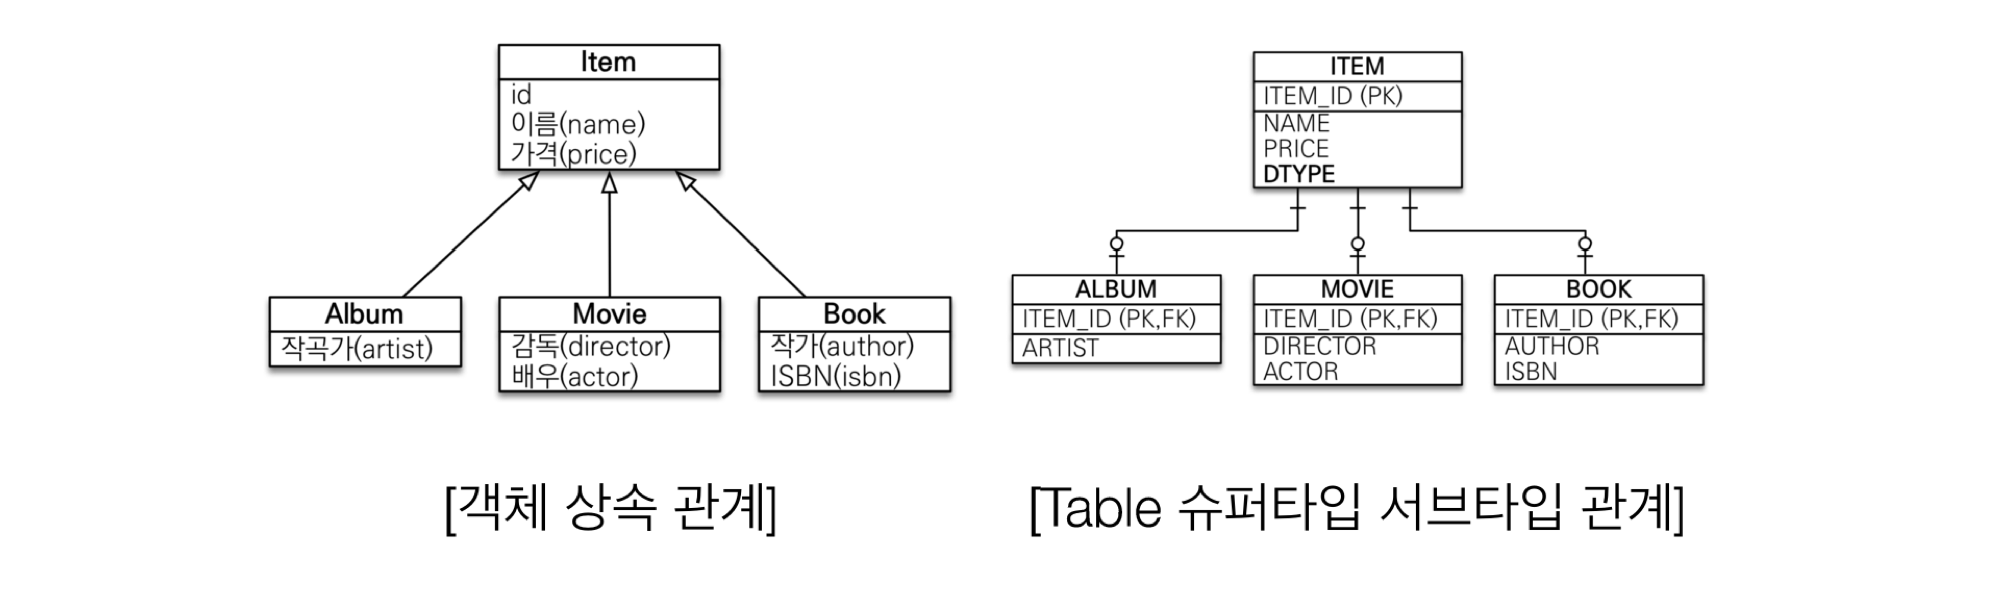 Item
id
이름(name)
가격(price)
Album
작곡가(artist)
Movie
감독(director)
배우(actor)
Book
작가(author)
ISBN(isbn)
[객체 상속 관계]
ITEM
ITEM_ID (PK)
NAME
PRICE
DTYPE
ALBUM
ITEM_ID (PK,FK)
ARTIST
MOVIE
ITEM_ID (PK,FK)
DIRECTOR
ACTOR
BOOK
ITEM_ID (PK,FK)
AUTHOR
ISBN
[Table 슈퍼타입 서브타입 관계]